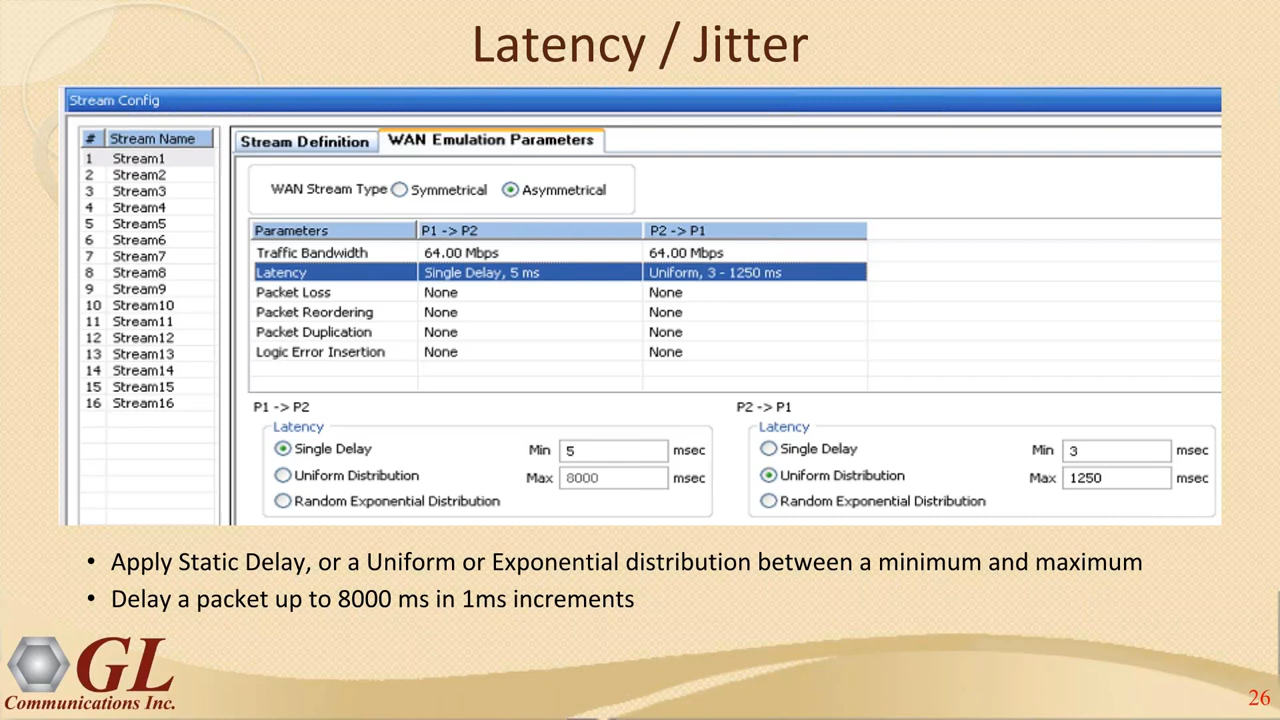 Latency / Jitter
Stream Config
# Stream Name
1 Stream1
2 Stream2
3 Stream3
4 Stream4
5 Stream5
6 Stream6
7 Stream7
8 Stream8
9 Stream9
10 Stream10
11 Stream11
12 Stream12
13 Stream13
14 Stream14
15 Stream15
16 Stream16
Stream Definition WAN Emulation Parameters
WAN Stream Type Symmetrical Asymmetrical
Parameters P1 -> P2 P2 -> P1
Traffic Bandwidth 64.00 Mbps 64.00 Mbps
Latency Single Delay, 5 ms Uniform, 3 - 1250 ms
Packet Loss None None
Packet Reordering None None
Packet Duplication None None
Logic Error Insertion None None
P1 -> P2
Latency
Single Delay Min 5 msec
Uniform Distribution Max 8000 msec
Random Exponential Distribution
P2 -> P1
Latency
Single Delay Min 3 msec
Uniform Distribution Max 1250 msec
Random Exponential Distribution
• Apply Static Delay, or a Uniform or Exponential distribution between a minimum and maximum
• Delay a packet up to 8000 ms in 1ms increments
GL
Communications Inc.
26